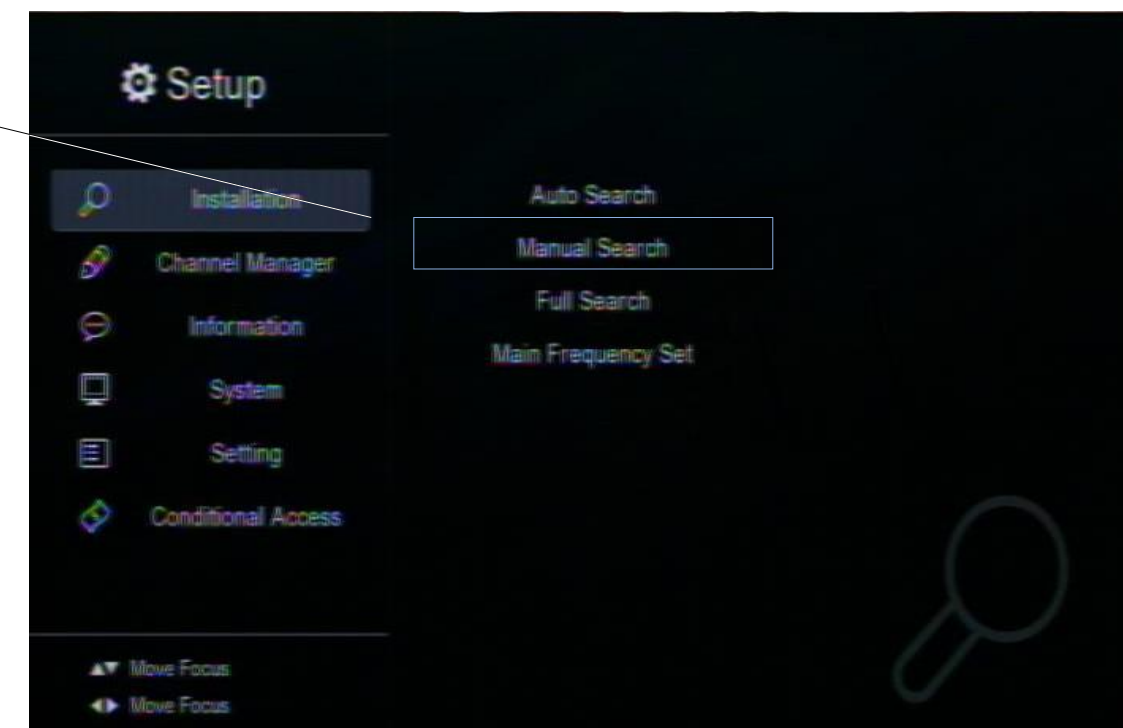 Setup
Installation
Channel Manager
Information
System
Setting
Conditional Access
Move Focus
Move Focus
Auto Search
Manual Search
Full Search
Main Frequency Set